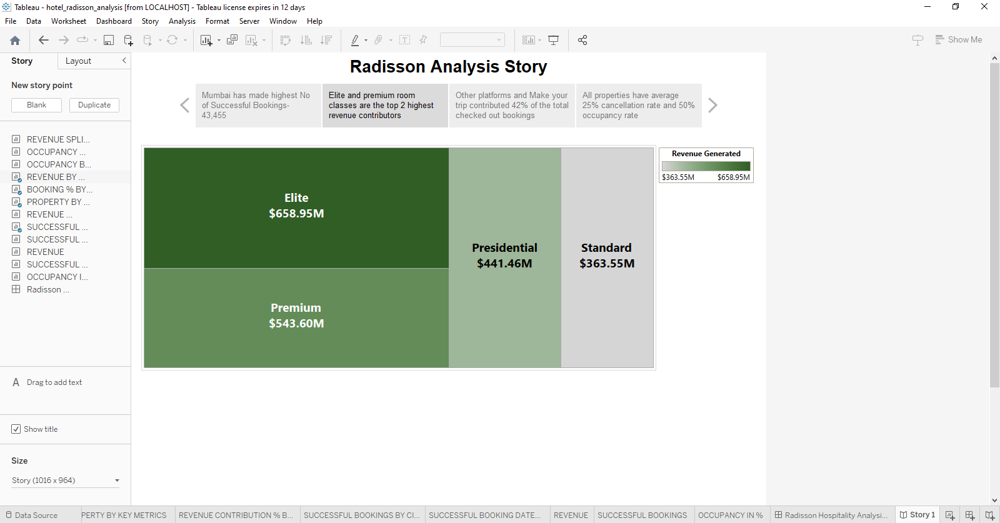 Tableau - hotel_radisson_analysis [from LOCALHOST] - Tableau license expires in 12 days
File Data Worksheet Dashboard Story Analysis Format Server Window Help
Show Me
Story Layout
New story point
Blank Duplicate
REVENUE SPLI...
OCCUPANCY ...
OCCUPANCY B...
REVENUE BY ...
BOOKING % BY...
PROPERTY BY ...
REVENUE ...
SUCCESSFUL ...
SUCCESSFUL ...
REVENUE
SUCCESSFUL ...
OCCUPANCY I...
Radisson ...
A Drag to add text
Show title
Size
Story (1016 x 964)
Radisson Analysis Story
Mumbai has made highest No
of Successful Bookings-
43,455
Elite and premium room
classes are the top 2 highest
revenue contributors
Other platforms and Make your
trip contributed 42% of the total
checked out bookings
All properties have average
25% cancellation rate and 50%
occupancy rate
Elite
$658.95M
Premium
$543.60M
Presidential
$441.46M
Standard
$363.55M
Revenue Generated
$363.55M $658.95M
Data Source PERTY BY KEY METRICS REVENUE CONTRIBUTION % B... SUCCESSFUL BOOKINGS BY CI... SUCCESSFUL BOOKING DATE... REVENUE SUCCESSFUL BOOKINGS OCCUPANCY IN % Radisson Hospitality Analysi... Story 1